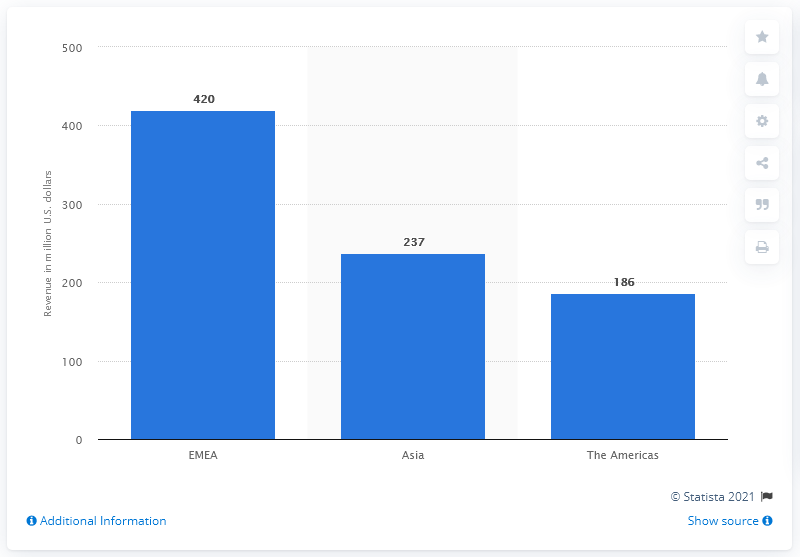 500
420
400
300
237
200
186
100
0
Revenue in million U.S. dollars
EMEA Asia The Americas
© Statista 2021
Additional Information Show source